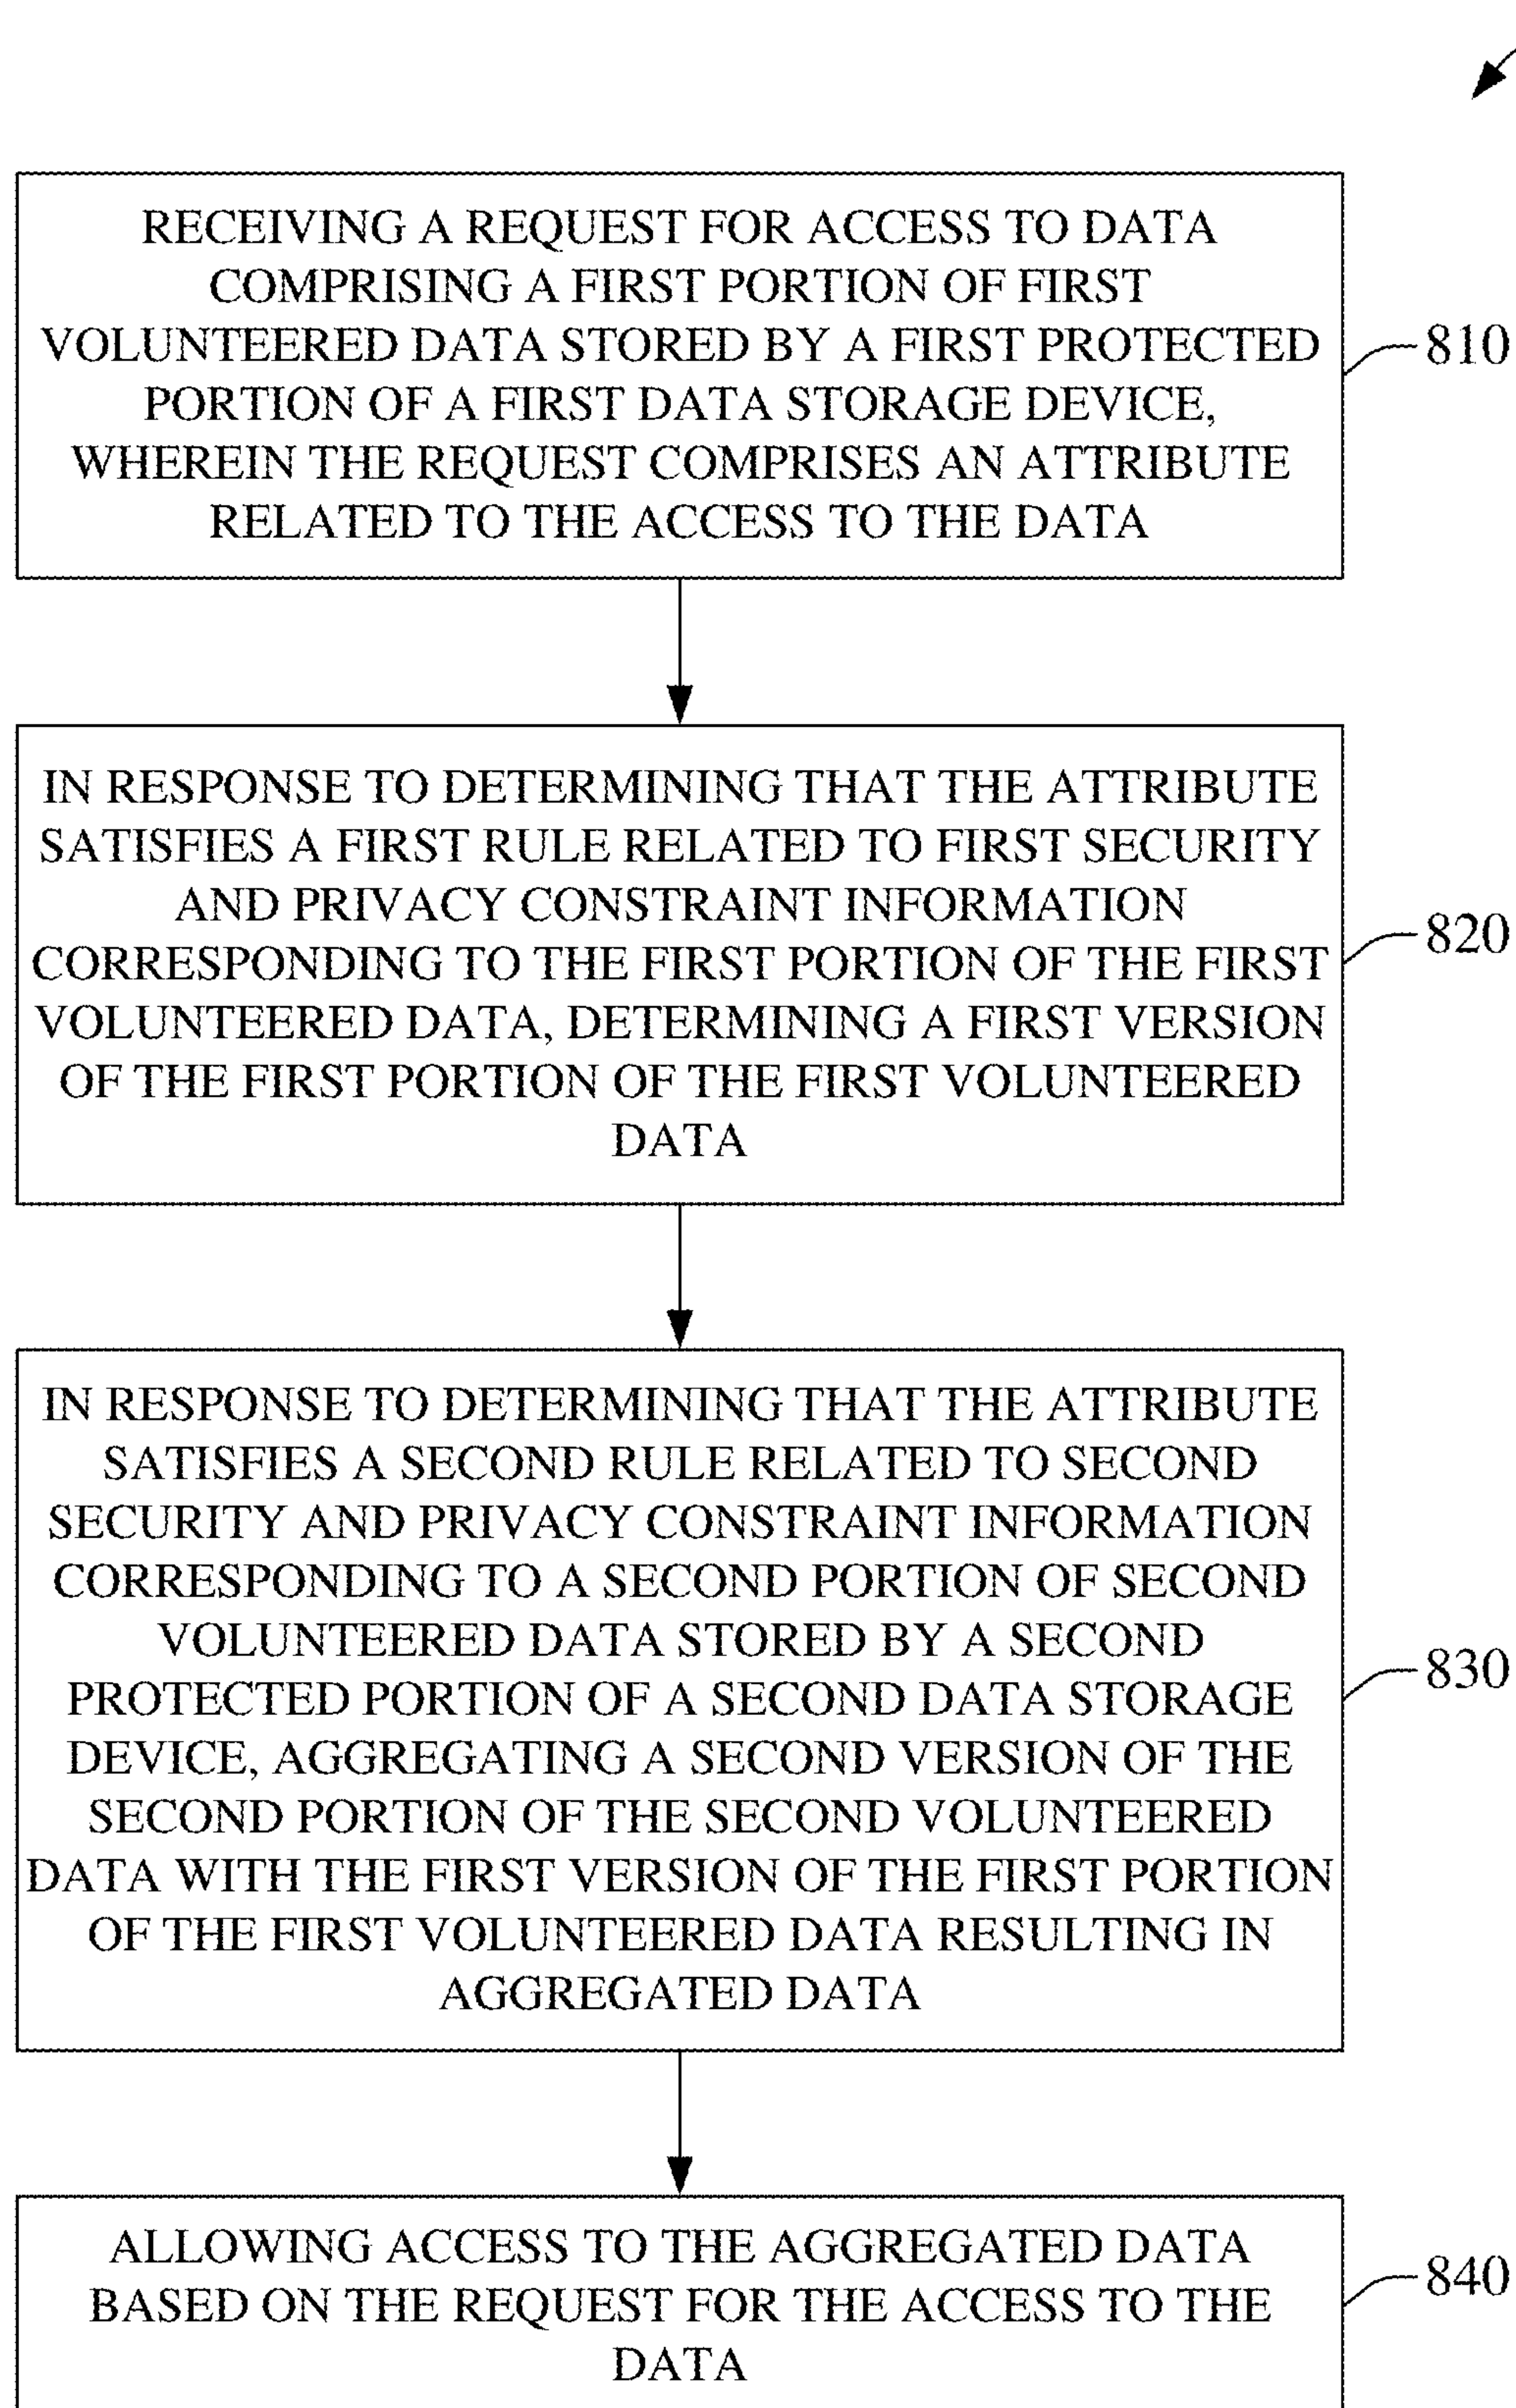 RECEIVING A REQUEST FOR ACCESS TO DATA
COMPRISING A FIRST PORTION OF FIRST
VOLUNTEERED DATA STORED BY A FIRST PROTECTED
PORTION OF A FIRST DATA STORAGE DEVICE,
WHEREIN THE REQUEST COMPRISES AN ATTRIBUTE
RELATED TO THE ACCESS TO THE DATA
810
IN RESPONSE TO DETERMINING THAT THE ATTRIBUTE
SATISFIES A FIRST RULE RELATED TO FIRST SECURITY
AND PRIVACY CONSTRAINT INFORMATION
CORRESPONDING TO THE FIRST PORTION OF THE FIRST
VOLUNTEERED DATA, DETERMINING A FIRST VERSION
OF THE FIRST PORTION OF THE FIRST VOLUNTEERED
DATA
820
IN RESPONSE TO DETERMINING THAT THE ATTRIBUTE
SATISFIES A SECOND RULE RELATED TO SECOND
SECURITY AND PRIVACY CONSTRAINT INFORMATION
CORRESPONDING TO A SECOND PORTION OF SECOND
VOLUNTEERED DATA STORED BY A SECOND
PROTECTED PORTION OF A SECOND DATA STORAGE
DEVICE, AGGREGATING A SECOND VERSION OF THE
SECOND PORTION OF THE SECOND VOLUNTEERED
DATA WITH THE FIRST VERSION OF THE FIRST PORTION
OF THE FIRST VOLUNTEERED DATA RESULTING IN
AGGREGATED DATA
830
ALLOWING ACCESS TO THE AGGREGATED DATA
BASED ON THE REQUEST FOR THE ACCESS TO THE
DATA
840